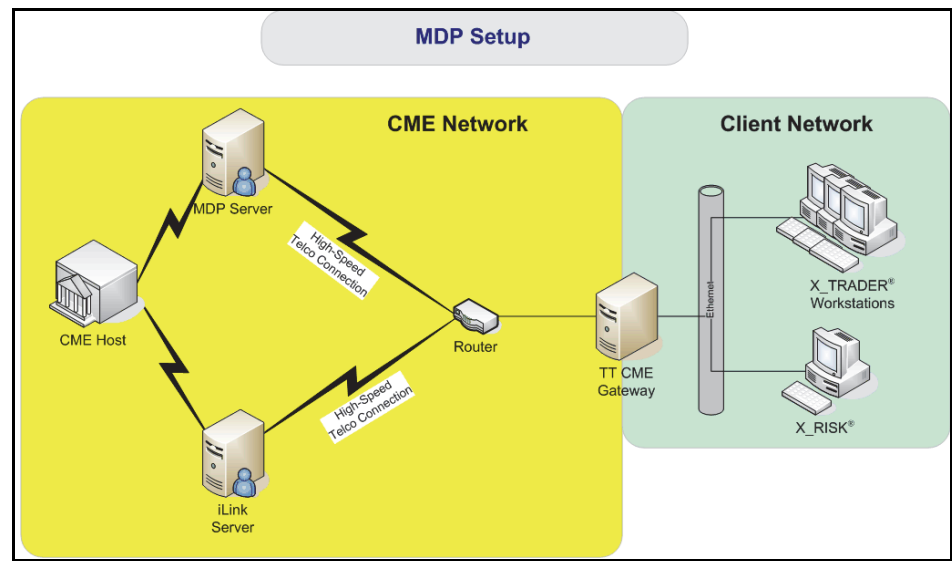 MDP Setup
CME Network
Client Network
MDP Server
High-Speed
Telco Connection
CME Host
Router
TT CME
Gateway
Ethernet
X_TRADER®
Workstations
High-Speed
Telco Connection
X_RISK®
iLink
Server